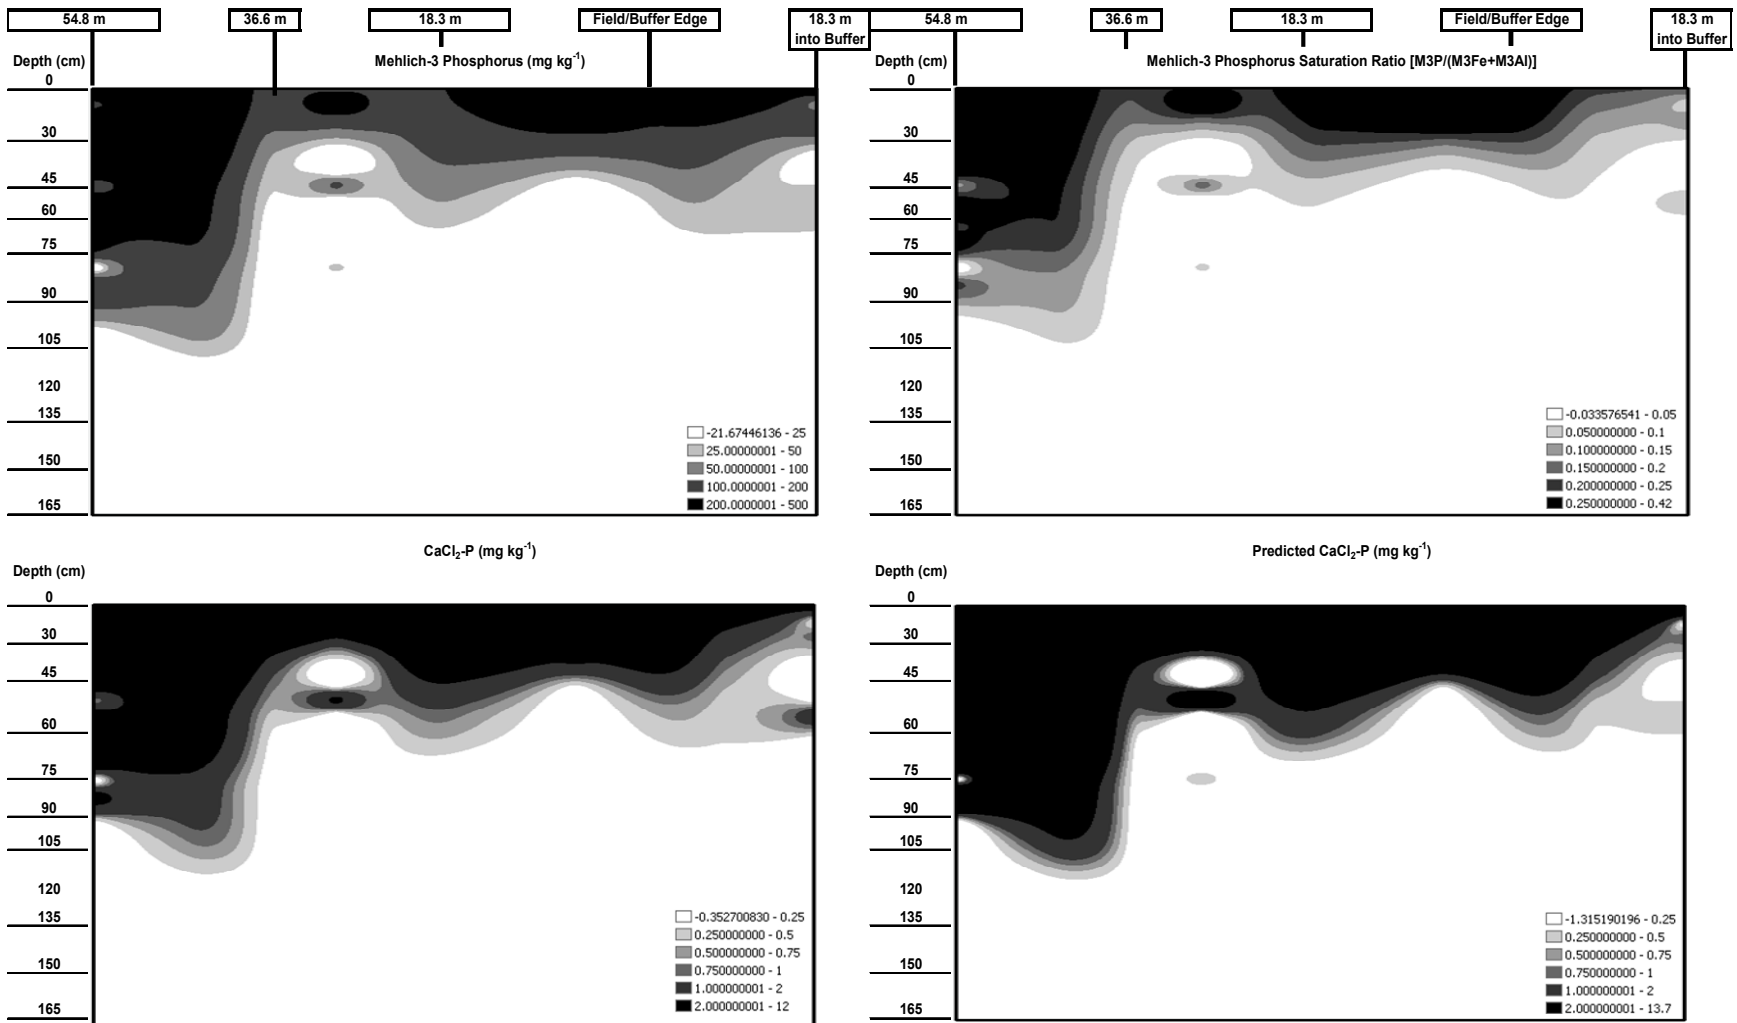 54.8 m 36.6 m 18.3 m Field/Buffer Edge 18.3 m into Buffer
Depth (cm) Mehlich-3 Phosphorus (mg kg-1)
0
30
45
60
75
90
105
120
135
150
165
-21.67446136 - 25
25.00000001 - 50
50.00000001 - 100
100.0000001 - 200
200.0000001 - 500
54.8 m 36.6 m 18.3 m Field/Buffer Edge 18.3 m into Buffer
Depth (cm) Mehlich-3 Phosphorus Saturation Ratio [M3P/(M3Fe+M3Al)]
0
30
45
60
75
90
105
120
135
150
165
-0.033576541 - 0.05
0.050000000 - 0.1
0.100000000 - 0.15
0.150000000 - 0.2
0.200000000 - 0.25
0.250000000 - 0.42
CaCl2-P (mg kg-1)
Depth (cm)
0
30
45
60
75
90
105
120
135
150
165
-0.352700830 - 0.25
0.250000000 - 0.5
0.500000000 - 0.75
0.750000000 - 1
1.000000001 - 2
2.000000001 - 12
Predicted CaCl2-P (mg kg-1)
Depth (cm)
0
30
45
60
75
90
105
120
135
150
165
-1.315190196 - 0.25
0.250000000 - 0.5
0.500000000 - 0.75
0.750000000 - 1
1.000000001 - 2
2.000000001 - 13.7